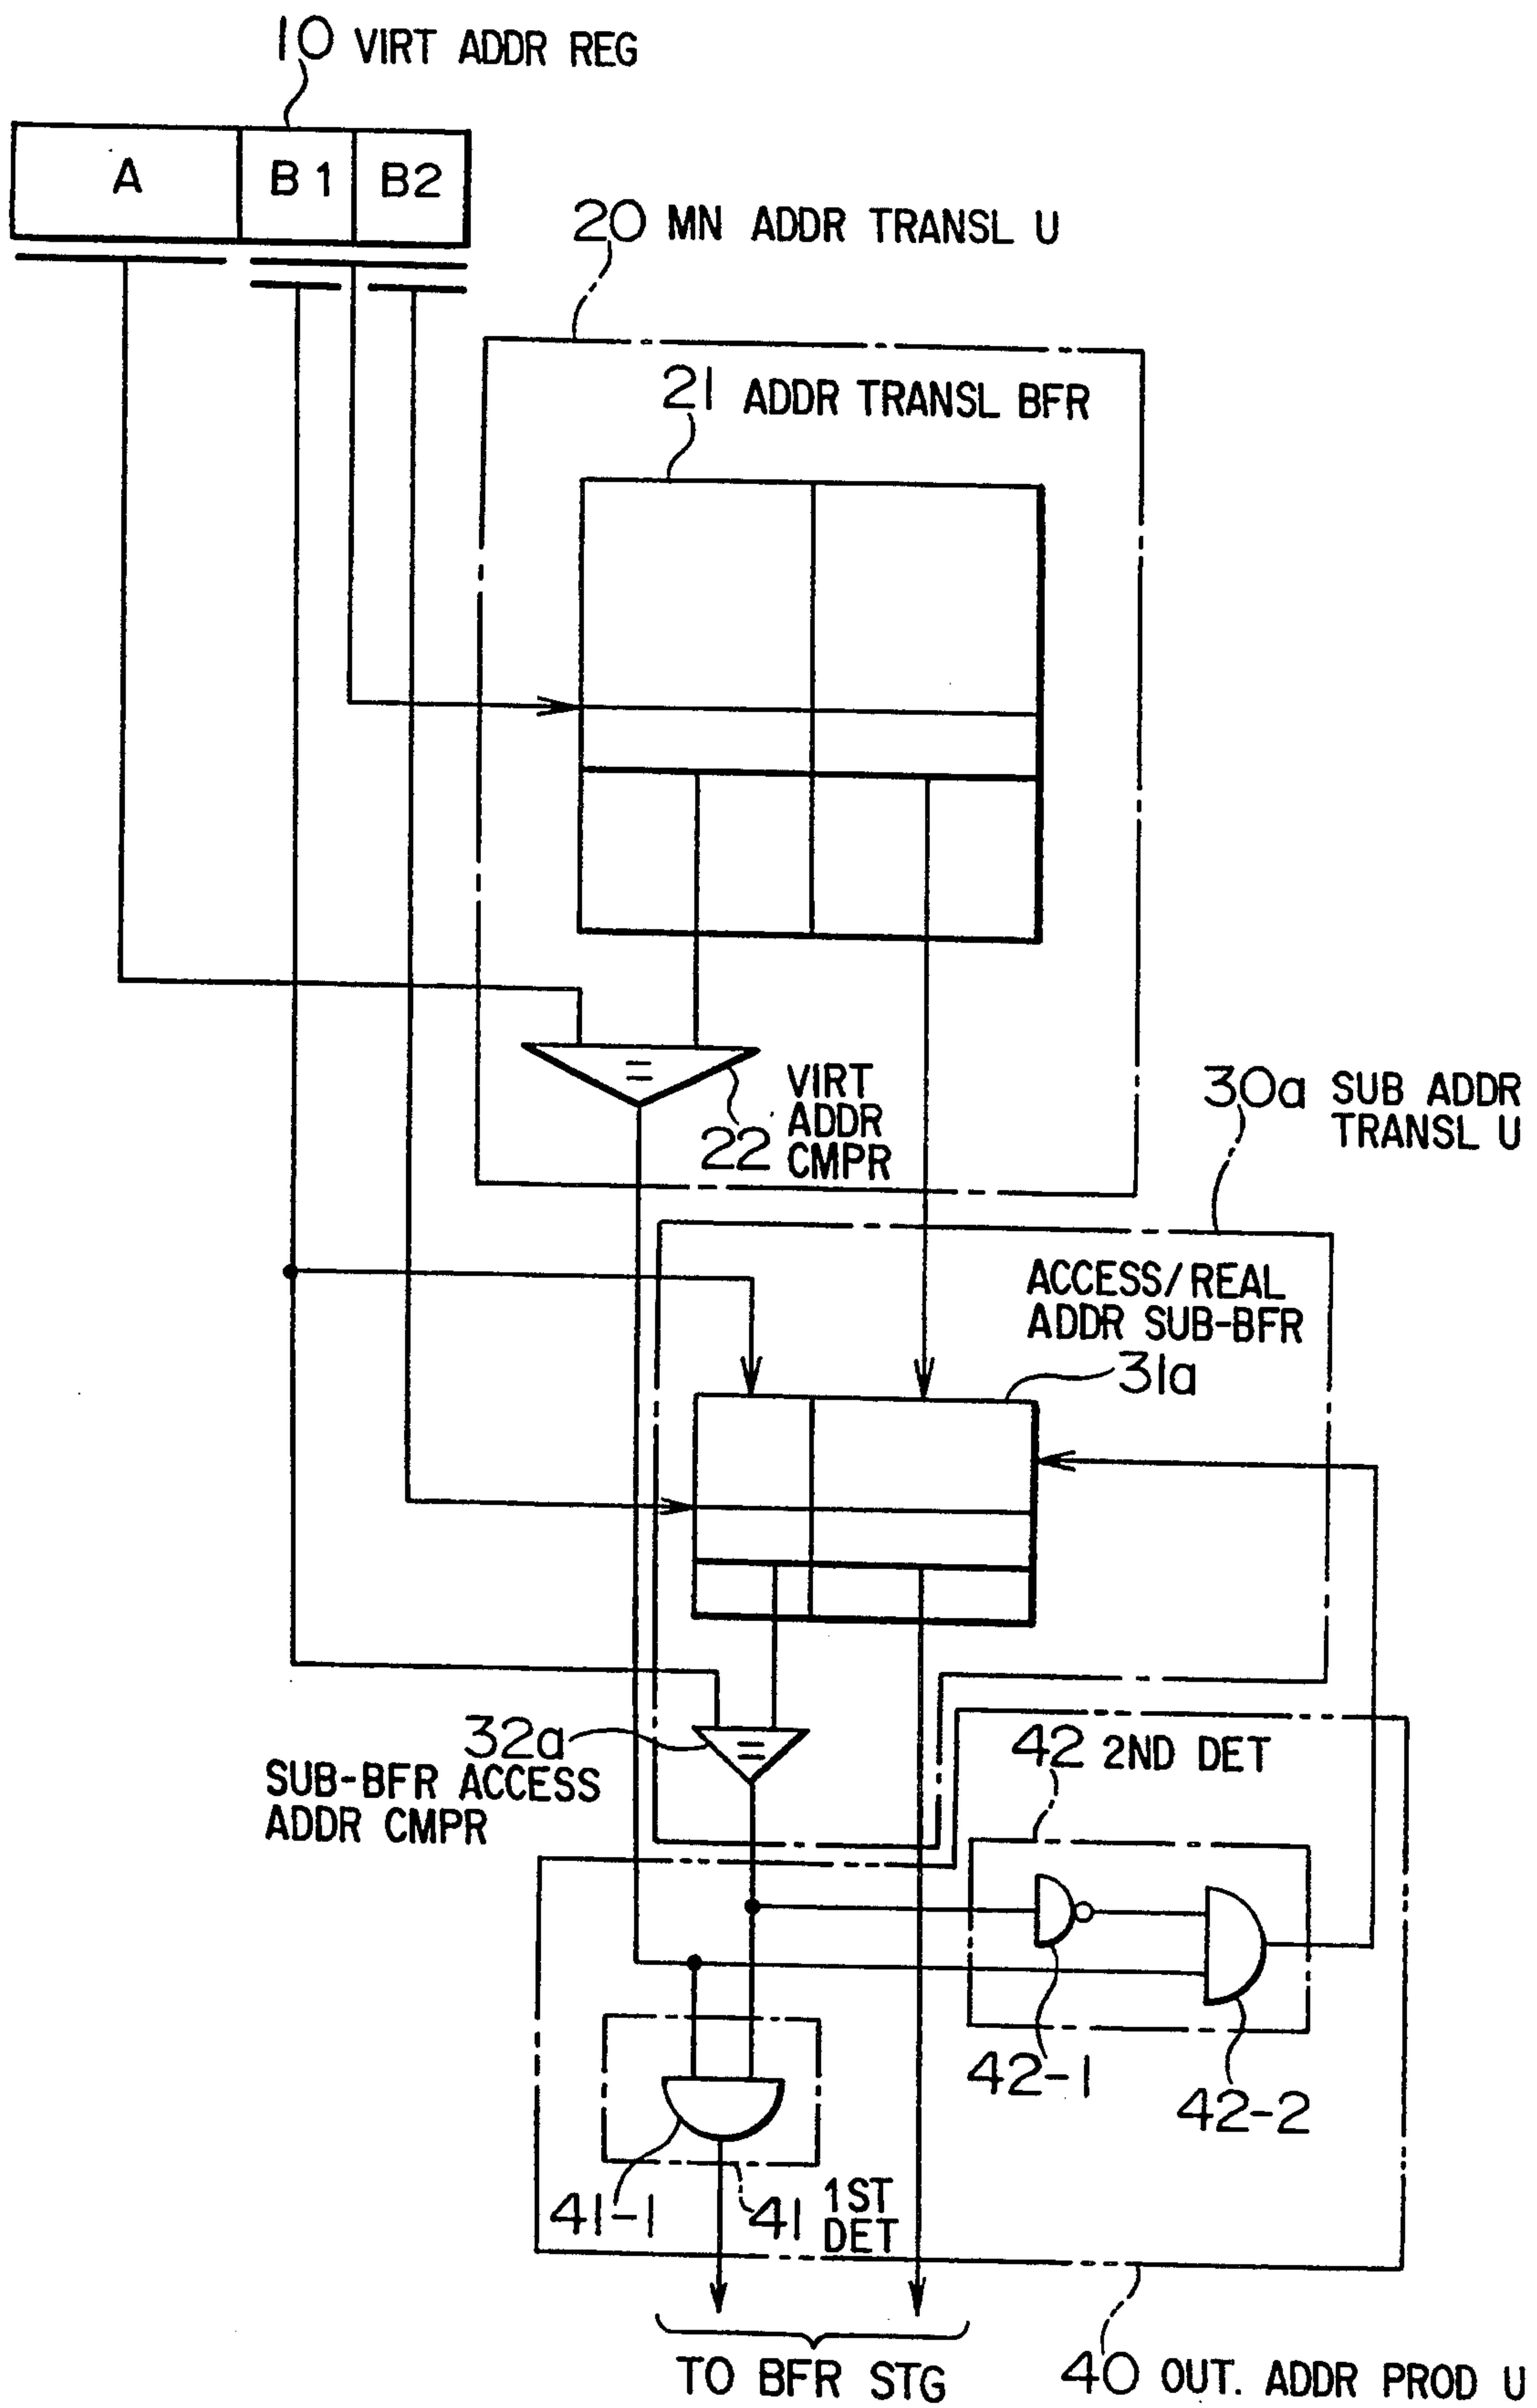 10 VIRT ADDR REG
A
B1
B2
20 MN ADDR TRANSL U
21 ADDR TRANSL BFR
=
22
VIRT
ADDR
CMPR
30a SUB ADDR
TRANSL U
ACCESS/REAL
ADDR SUB-BFR
31a
32a
=
SUB-BFR ACCESS
ADDR CMPR
42 2ND DET
42-1
42-2
41-1
41
1ST
DET
TO BFR STG
40 OUT. ADDR PROD U